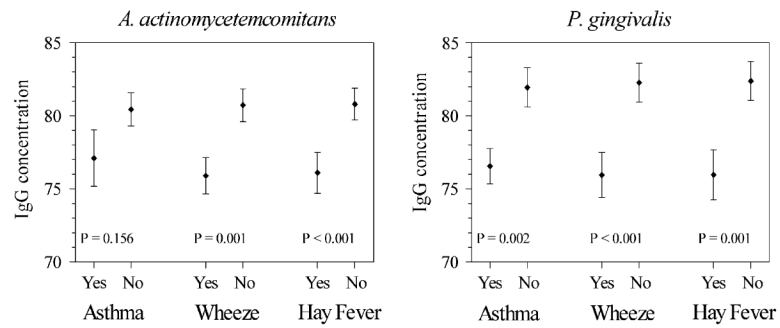 A. actinomycetemcomitans
P. gingivalis
85
80
75
70
IgG concentration
P = 0.156
P = 0.001
P < 0.001
Yes No Yes No Yes No
Asthma Wheeze Hay Fever
85
80
75
70
IgG concentration
P = 0.002
P < 0.001
P = 0.001
Yes No Yes No Yes No
Asthma Wheeze Hay Fever